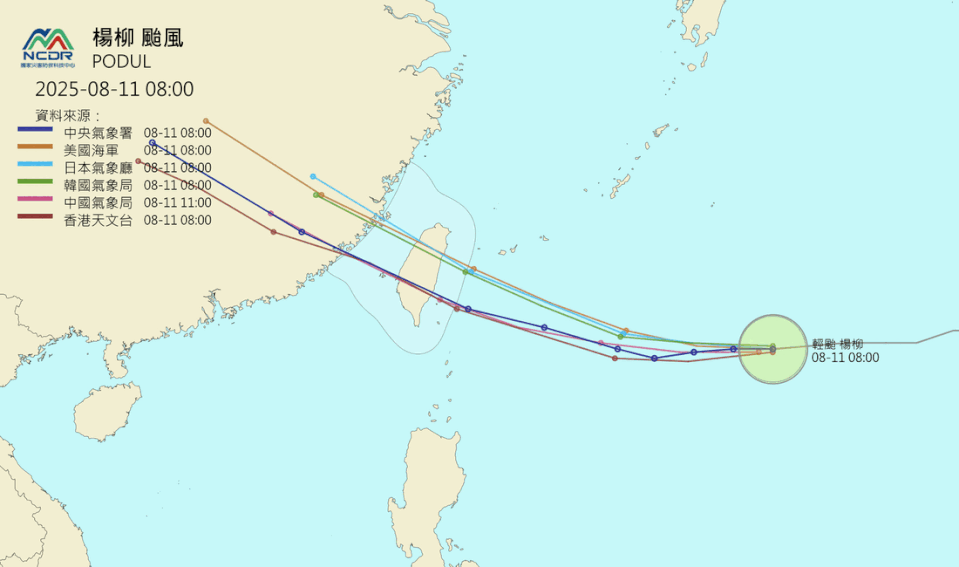 楊柳 颱風
NCDR
國家災害防救科技中心
PODUL
2025-08-11 08:00
資料來源：
中央氣象署 08-11 08:00
美國海軍 08-11 08:00
日本氣象廳 08-11 08:00
韓國氣象局 08-11 08:00
中國氣象局 08-11 11:00
香港天文台 08-11 08:00
輕颱 楊柳
08-11 08:00